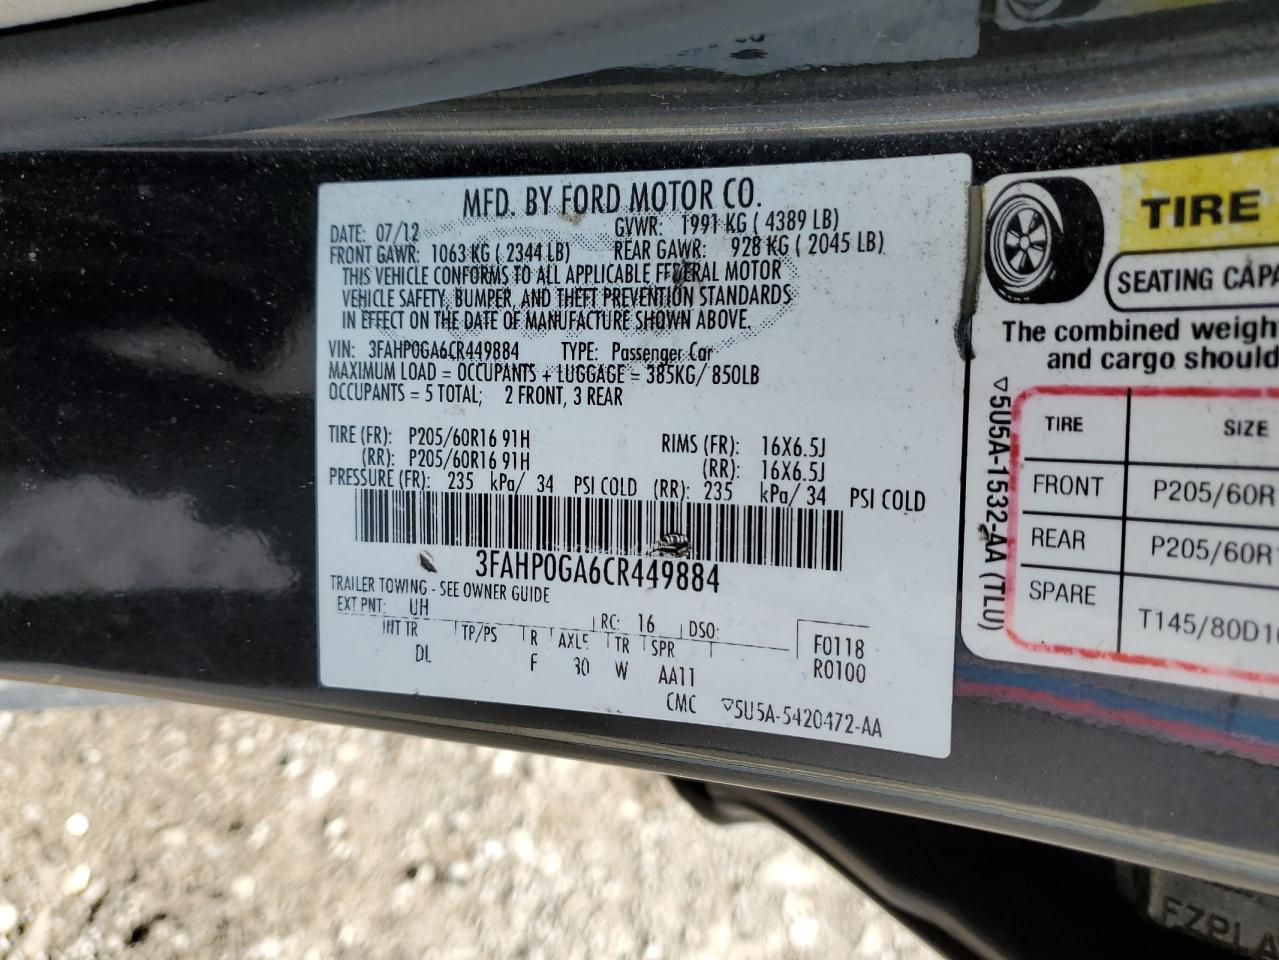 MFD. BY FORD MOTOR CO.
DATE: 07/12 GVWR: 1991 KG ( 4389 LB)
FRONT GAWR: 1063 KG ( 2344 LB) REAR GAWR: 928 KG ( 2045 LB)
THIS VEHICLE CONFORMS TO ALL APPLICABLE FEDERAL MOTOR
VEHICLE SAFETY, BUMPER, AND THEFT PREVENTION STANDARDS
IN EFFECT ON THE DATE OF MANUFACTURE SHOWN ABOVE.
VIN: 3FAHP0GA6CR449884 TYPE: Passenger Car
MAXIMUM LOAD = OCCUPANTS + LUGGAGE = 385KG/ 850LB
OCCUPANTS = 5 TOTAL; 2 FRONT, 3 REAR
TIRE (FR): P205/60R16 91H RIMS (FR): 16X6.5J
(RR): P205/60R16 91H (RR): 16X6.5J
PRESSURE (FR): 235 kPa/ 34 PSI COLD (RR): 235 kPa/ 34 PSI COLD
3FAHP0GA6CR449884
TRAILER TOWING - SEE OWNER GUIDE
EXT PNT: UH RC: 16 DSO:
INT TR TP/PS R AXLE TR SPR F0118
DL F 30 W AA11 R0100
CMC ▽5U5A-5420472-AA
TIRE
SEATING CAPA
The combined weigh
and cargo should
▽5U5A-1532-AA (TLU)
TIRE SIZE
FRONT P205/60R
REAR P205/60R
SPARE T145/80D16
EZPLA